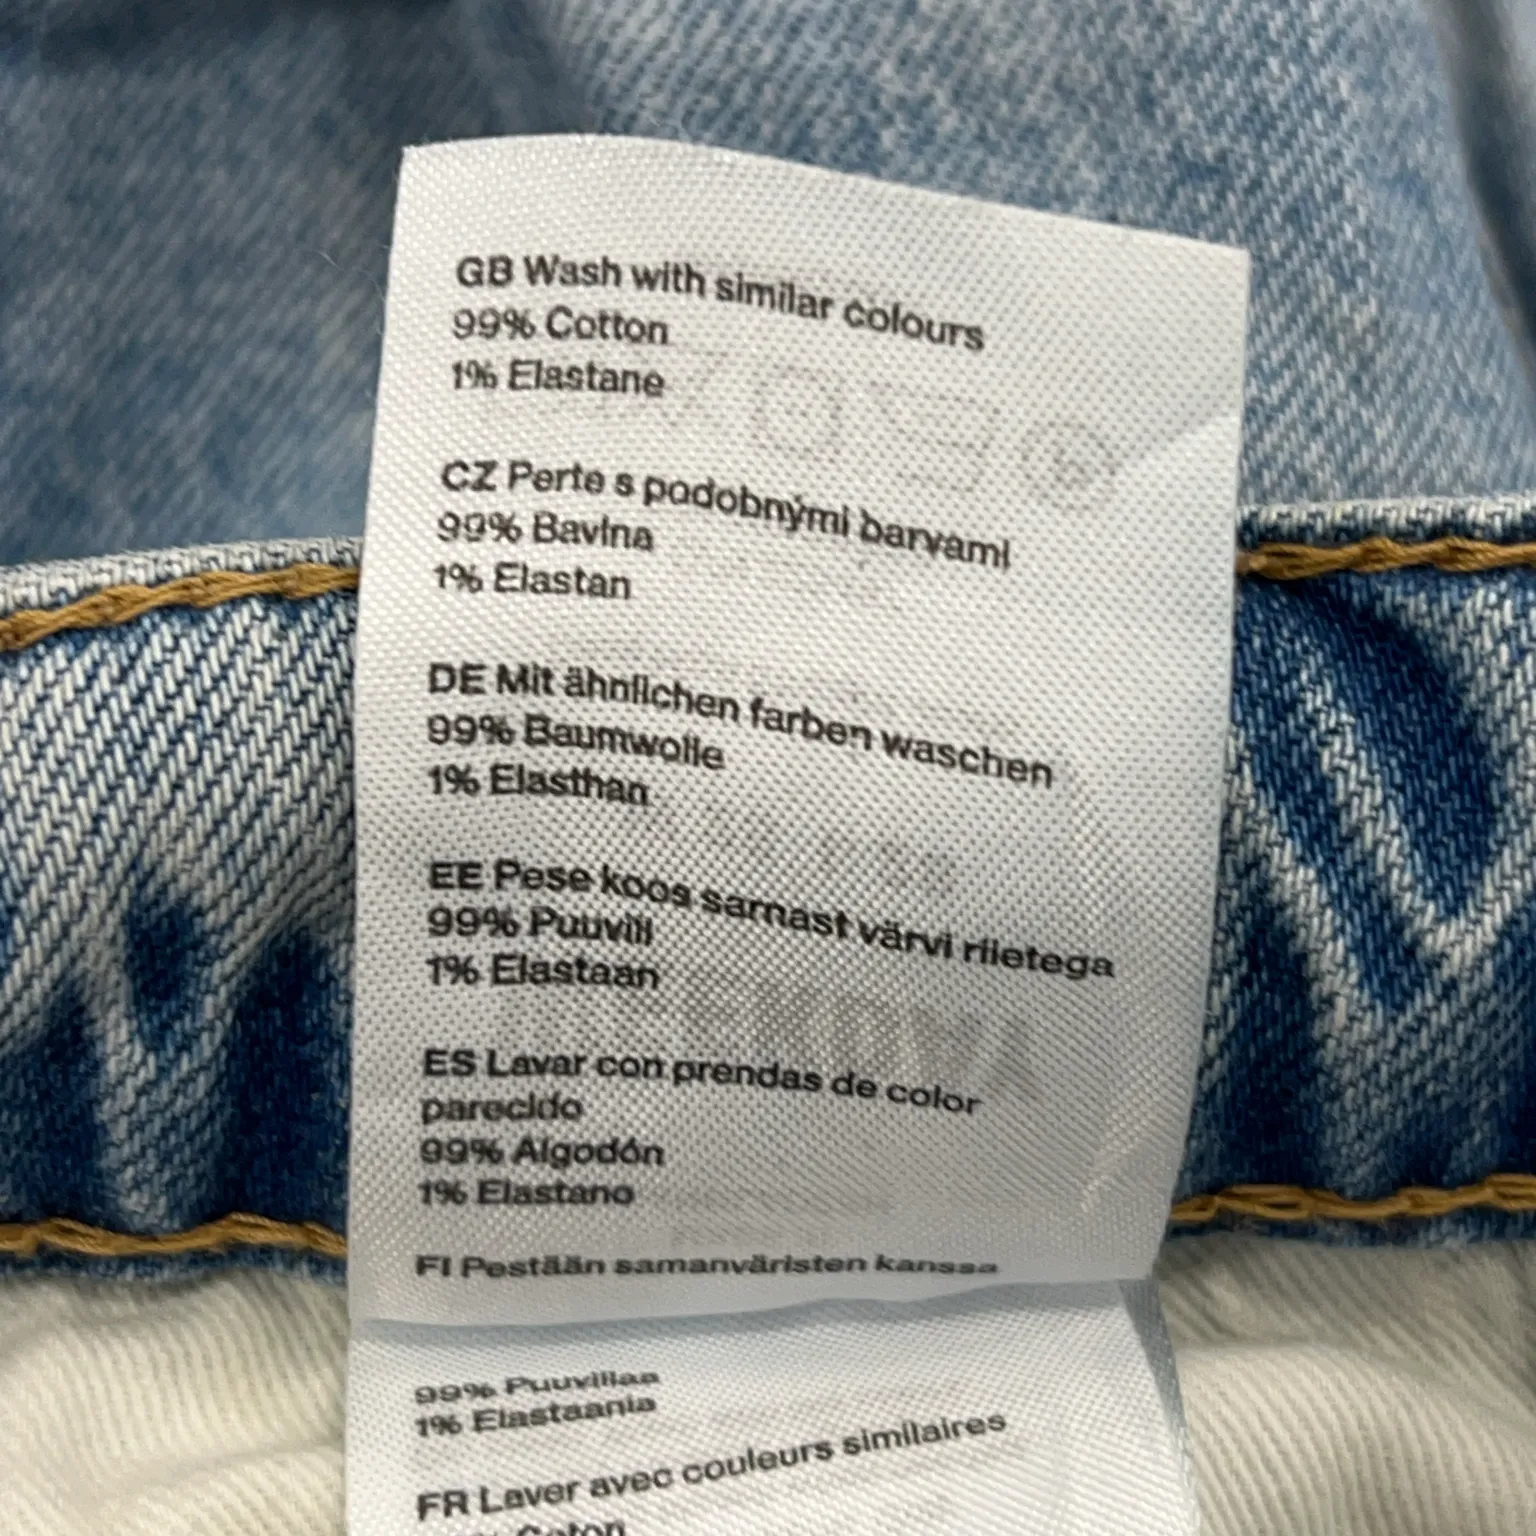 GB Wash with similar colours
99% Cotton
1% Elastane
CZ Perte s podobnými barvami
99% Bavlna
1% Elastan
DE Mit ähnlichen farben waschen
99% Baumwolle
1% Elasthan
EE Pese koos sarnast värvi riietega
99% Puuvill
1% Elastaan
ES Lavar con prendas de color
parecido
99% Algodón
1% Elastano
FI Pestään samanväristen kanssa
99% Puuvillaa
1% Elastaania
FR Laver avec couleurs similaires
Coton